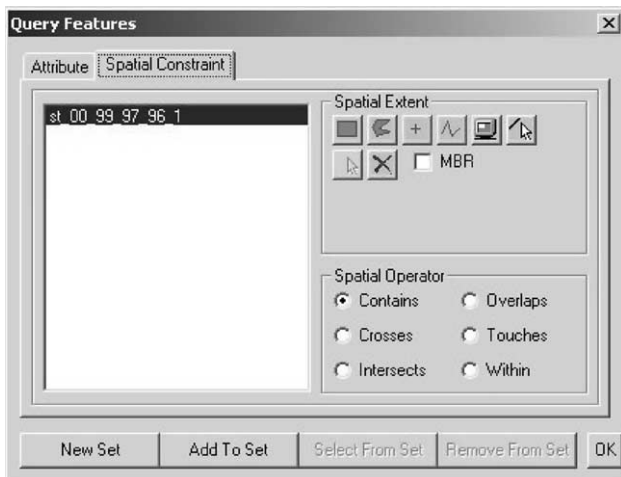 Query Features
Attribute Spatial Constraint
st_00_99_97_96_1
Spatial Extent
MBR
Spatial Operator
Contains Overlaps
Crosses Touches
Intersects Within
New Set Add To Set Select From Set Remove From Set OK